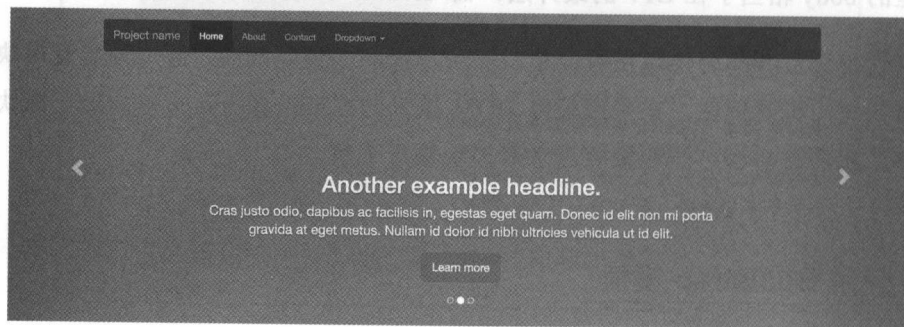 Project name Home About Contact Dropdown
Another example headline.
Cras justo odio, dapibus ac facilisis in, egestas eget quam. Donec id elit non mi porta
gravida at eget metus. Nullam id dolor id nibh ultricies vehicula ut id elit.
Learn more